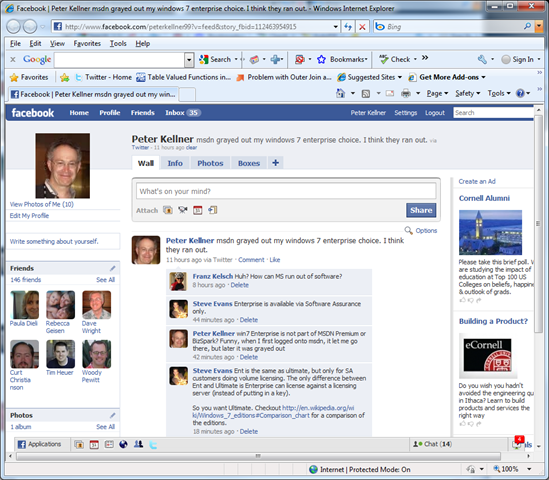 Facebook | Peter Kellner msdn grayed out my windows 7 enterprise choice. I think they ran out. - Windows Internet Explorer
http://www.facebook.com/peterkellner99?v=feed&story_fbid=112463954915
Bing
File Edit View Favorites Tools Help
Google
Search
Bookmarks
Check
Sign In
Favorites
Twitter - Home
Table Valued Functions in...
Problem with Outer Join a...
Suggested Sites
Get More Add-ons
Facebook | Peter Kellner msdn grayed out my win...
Page Safety Tools
facebook Home Profile Friends Inbox 35 Peter Kellner Settings Logout Search
Peter Kellner msdn grayed out my windows 7 enterprise choice. I think they ran out. via
Twitter - 11 hours ago clear
Wall Info Photos Boxes +
What's on your mind?
Attach
Share
Options
View Photos of Me (10)
Edit My Profile
Write something about yourself.
Friends
146 friends See All
Paula Diek
Rebecca Geisen
Dave Wright
Curt Christia nson
Tim Heuer
Woody Pewitt
Photos
1 album See All
Peter Kellner msdn grayed out my windows 7 enterprise choice. I think
they ran out.
11 hours ago via Twitter · Comment · Like
Franz Kelsch Huh? How can MS run out of software?
8 hours ago · Delete
Steve Evans Enterprise is available via Software Assurance
only.
44 minutes ago · Delete
Peter Kellner win7 Enterprise is not part of MSDN Premium or
BizSpark? Funny, when I first logged onto msdn, it let me go
there, but later it was grayed out
42 minutes ago · Delete
Steve Evans Ent is the same as ultimate, but only for SA
customers doing volume licensing. The only difference between
Ent and Ultimate is Enterprise can license against a licensing
server (instead of putting in a key).
So you want Ultimate. Checkout http://en.wikipedia.org/wi
ki/Windows_7_editions#Comparison_chart for a comparison of
the editions.
18 minutes ago · Delete
Create an Ad
Cornell Alumni
Please take this brief poll. W
are studying the impact of
education at Top 100 US
Colleges on beliefs, happine
& outlook of grads.
Building a Product?
eCornell
Do you wish you hadn't
avoided the engineering qu
in Ithaca? Learn to build
products and services the
right way
Applications
Chat (14)
4
Internet | Protected Mode: On
100%